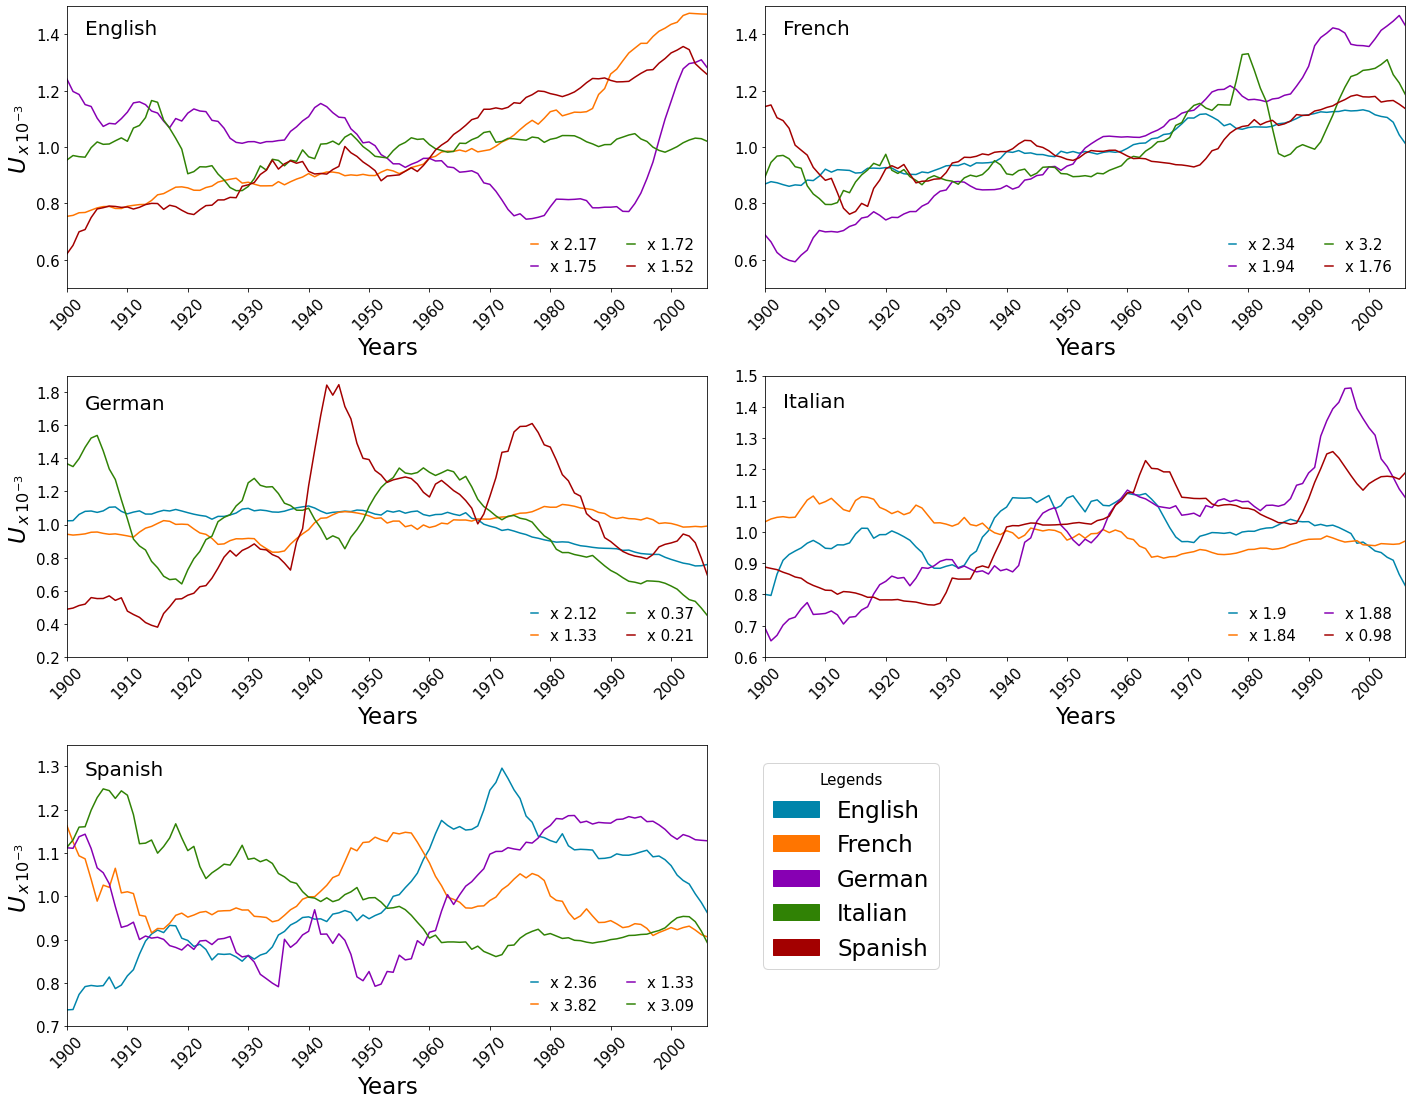 English
1.4
1.2
1.0
0.8
0.6
U x 10⁻³
x 2.17 x 1.72
x 1.75 x 1.52
1900 1910 1920 1930 1940 1950 1960 1970 1980 1990 2000
Years
French
1.4
1.2
1.0
0.8
0.6
x 2.34 x 3.2
x 1.94 x 1.76
1900 1910 1920 1930 1940 1950 1960 1970 1980 1990 2000
Years
German
1.8
1.6
1.4
1.2
1.0
0.8
0.6
0.4
0.2
U x 10⁻³
x 2.12 x 0.37
x 1.33 x 0.21
1900 1910 1920 1930 1940 1950 1960 1970 1980 1990 2000
Years
1.5
Italian
1.4
1.3
1.2
1.1
1.0
0.9
0.8
0.7
0.6
x 1.9 x 1.88
x 1.84 x 0.98
1900 1910 1920 1930 1940 1950 1960 1970 1980 1990 2000
Years
Spanish
1.3
1.2
1.1
1.0
0.9
0.8
0.7
U x 10⁻³
x 2.36 x 1.33
x 3.82 x 3.09
1900 1910 1920 1930 1940 1950 1960 1970 1980 1990 2000
Years
Legends
English
French
German
Italian
Spanish